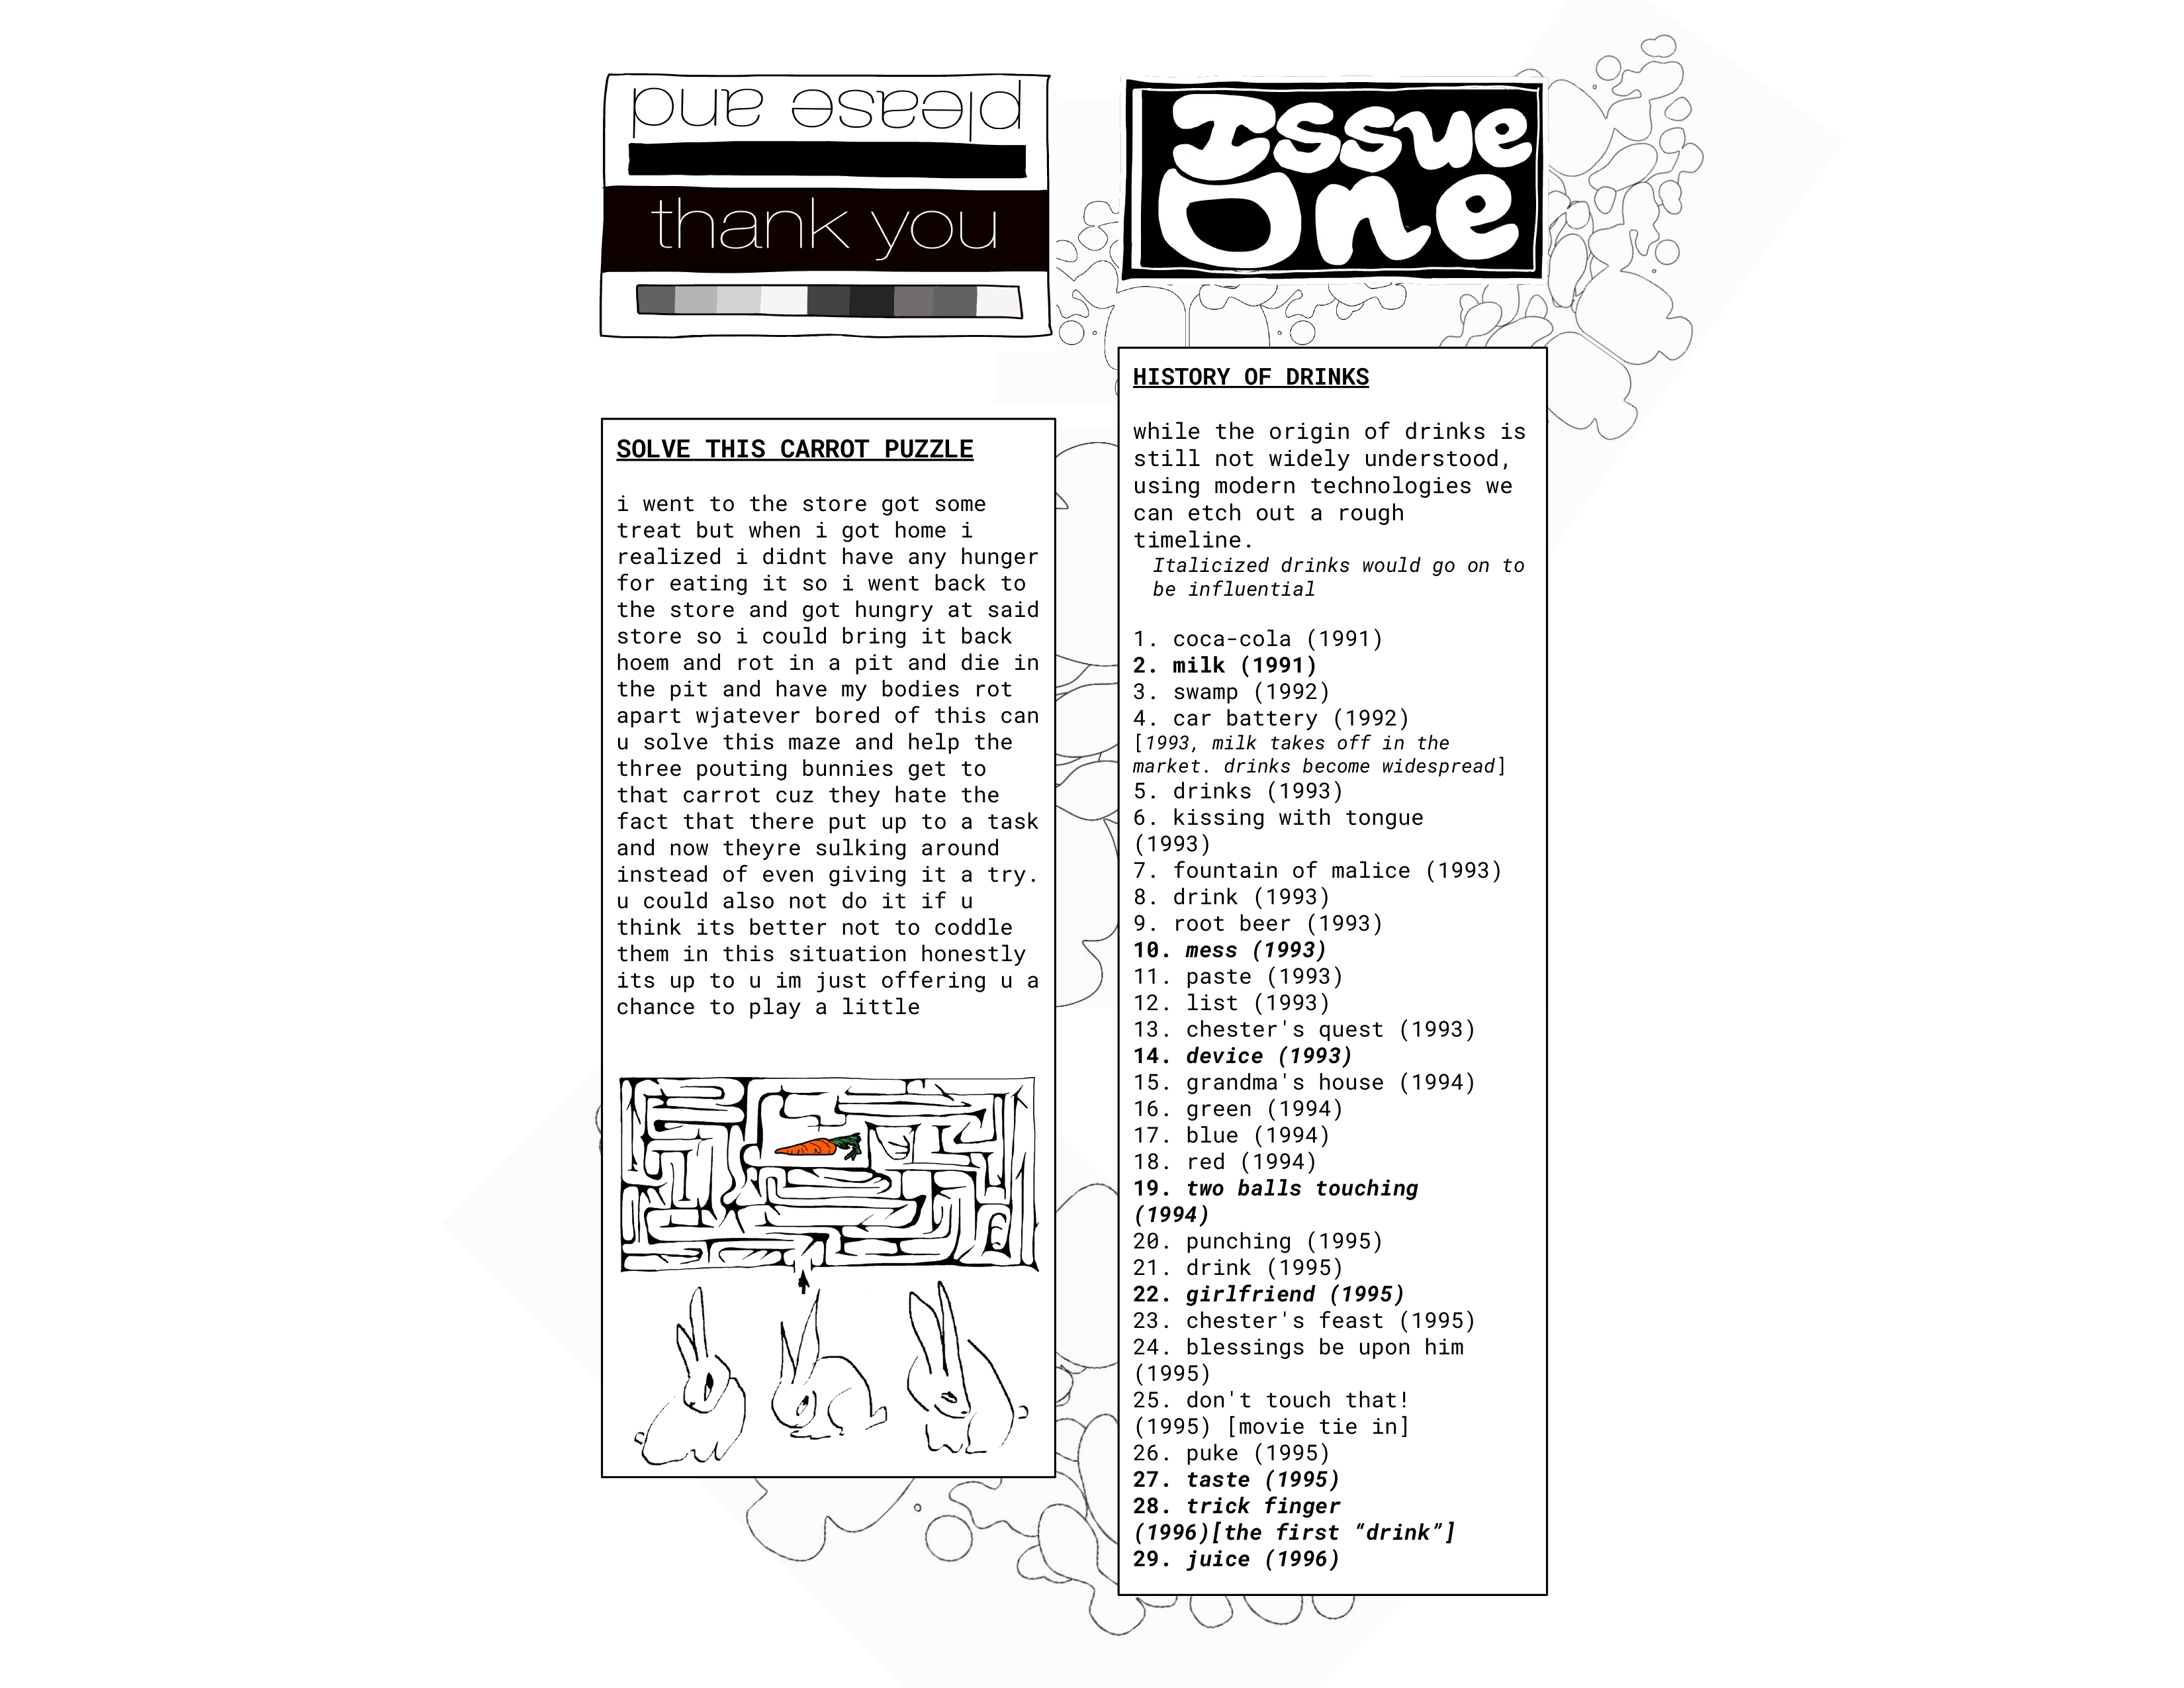 please and
thank you
SOLVE THIS CARROT PUZZLE
i went to the store got some
treat but when i got home i
realized i didnt have any hunger
for eating it so i went back to
the store and got hungry at said
store so i could bring it back
hoem and rot in a pit and die in
the pit and have my bodies rot
apart wjatever bored of this can
u solve this maze and help the
three pouting bunnies get to
that carrot cuz they hate the
fact that there put up to a task
and now theyre sulking around
instead of even giving it a try.
u could also not do it if u
think its better not to coddle
them in this situation honestly
its up to u im just offering u a
chance to play a little
Issue
One
HISTORY OF DRINKS
while the origin of drinks is
still not widely understood,
using modern technologies we
can etch out a rough
timeline.
Italicized drinks would go on to
be influential
1. coca-cola (1991)
2. milk (1991)
3. swamp (1992)
4. car battery (1992)
[1993, milk takes off in the
market. drinks become widespread]
5. drinks (1993)
6. kissing with tongue
(1993)
7. fountain of malice (1993)
8. drink (1993)
9. root beer (1993)
10. mess (1993)
11. paste (1993)
12. list (1993)
13. chester's quest (1993)
14. device (1993)
15. grandma's house (1994)
16. green (1994)
17. blue (1994)
18. red (1994)
19. two balls touching
(1994)
20. punching (1995)
21. drink (1995)
22. girlfriend (1995)
23. chester's feast (1995)
24. blessings be upon him
(1995)
25. don't touch that!
(1995) [movie tie in]
26. puke (1995)
27. taste (1995)
28. trick finger
(1996)[the first “drink”]
29. juice (1996)